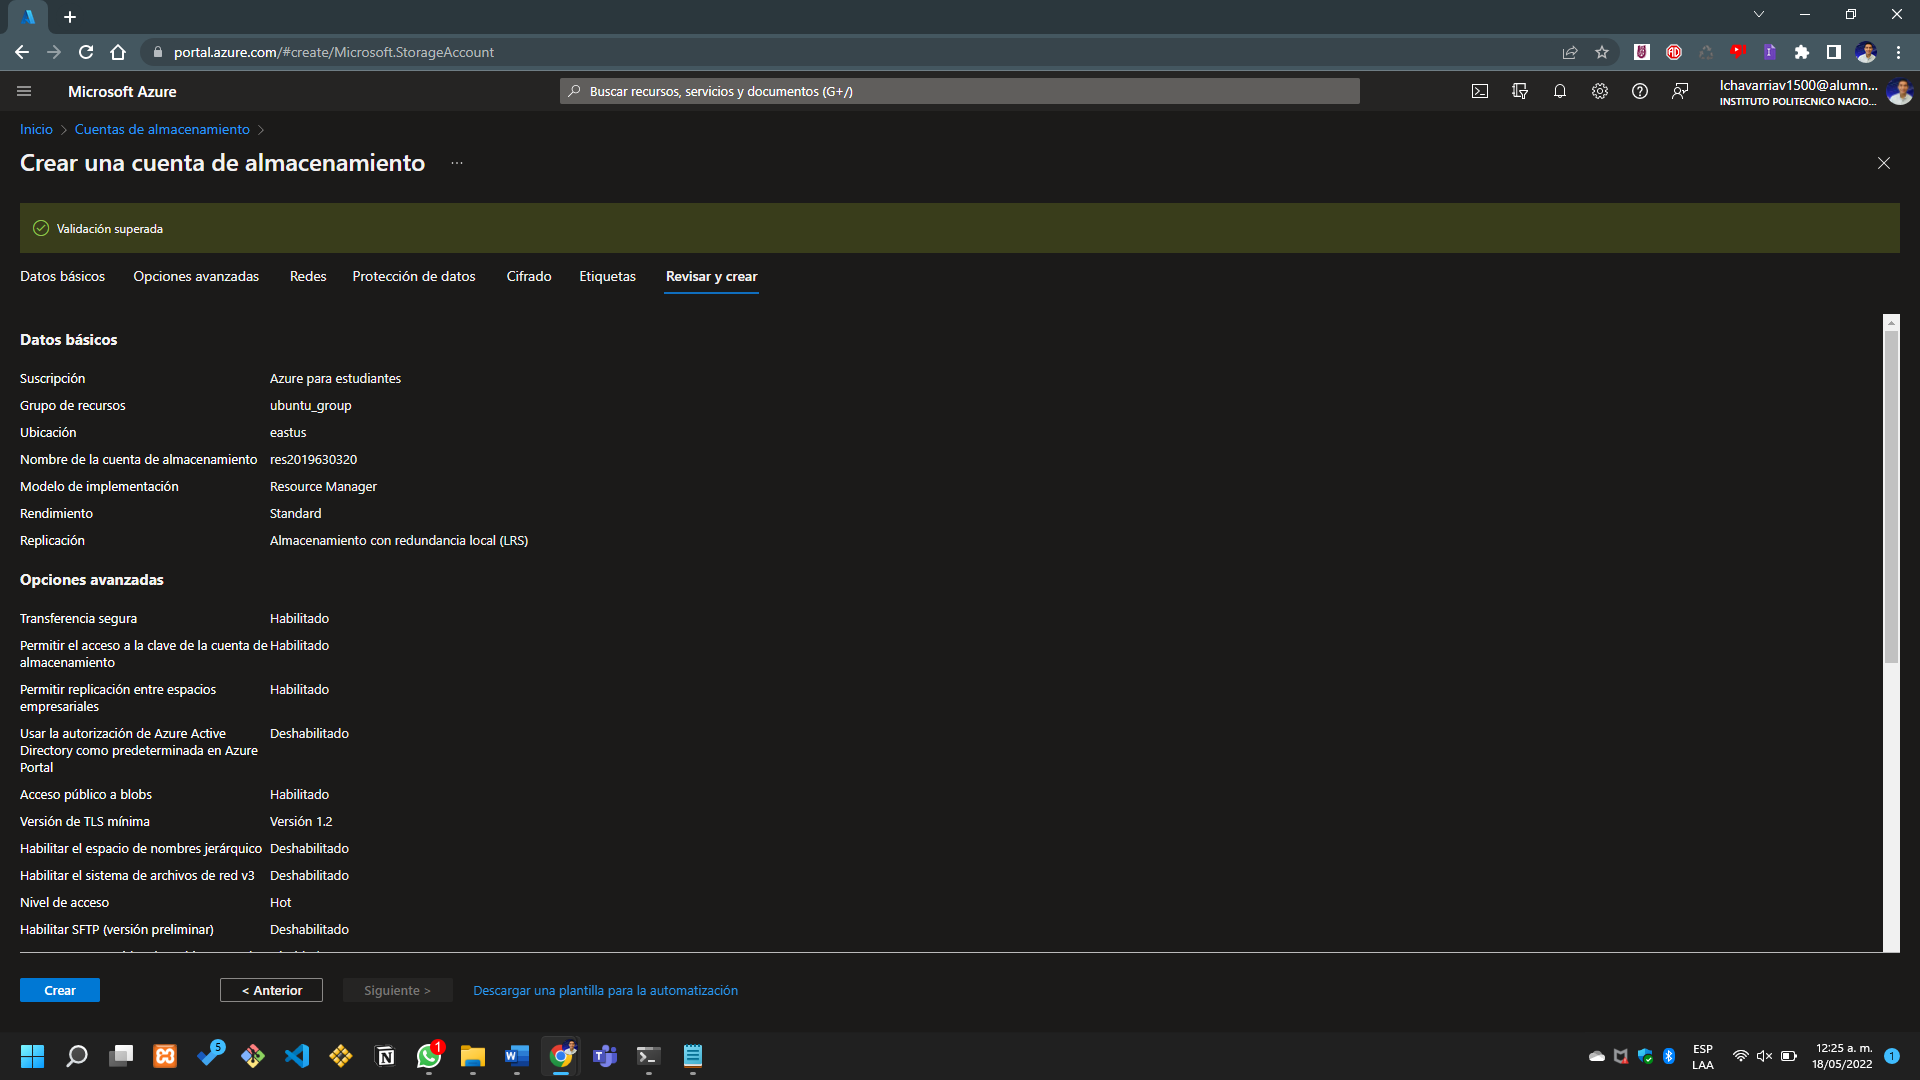 portal.azure.com/#create/Microsoft.StorageAccount
Microsoft Azure
Buscar recursos, servicios y documentos (G+/)
lchavarriav1500@alumn...
INSTITUTO POLITECNICO NACIO...
Inicio > Cuentas de almacenamiento >
Crear una cuenta de almacenamiento ...
Validación superada
Datos básicos Opciones avanzadas Redes Protección de datos Cifrado Etiquetas Revisar y crear
Datos básicos
Suscripción Azure para estudiantes
Grupo de recursos ubuntu_group
Ubicación eastus
Nombre de la cuenta de almacenamiento res2019630320
Modelo de implementación Resource Manager
Rendimiento Standard
Replicación Almacenamiento con redundancia local (LRS)
Opciones avanzadas
Transferencia segura Habilitado
Permitir el acceso a la clave de la cuenta de Habilitado
almacenamiento
Permitir replicación entre espacios Habilitado
empresariales
Usar la autorización de Azure Active Deshabilitado
Directory como predeterminada en Azure
Portal
Acceso público a blobs Habilitado
Versión de TLS mínima Versión 1.2
Habilitar el espacio de nombres jerárquico Deshabilitado
Habilitar el sistema de archivos de red v3 Deshabilitado
Nivel de acceso Hot
Habilitar SFTP (versión preliminar) Deshabilitado
Crear < Anterior Siguiente > Descargar una plantilla para la automatización
5
1
ESP
LAA
12:25 a. m.
18/05/2022
1